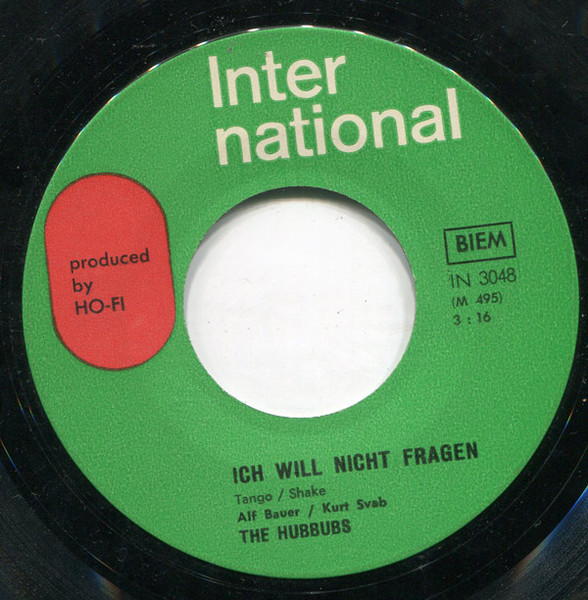 Inter
national
produced
by
HO-FI
BIEM
IN 3048
(M 495)
3 : 16
ICH WILL NICHT FRAGEN
Tango / Shake
Alf Bauer / Kurt Svab
THE HUBBUBS